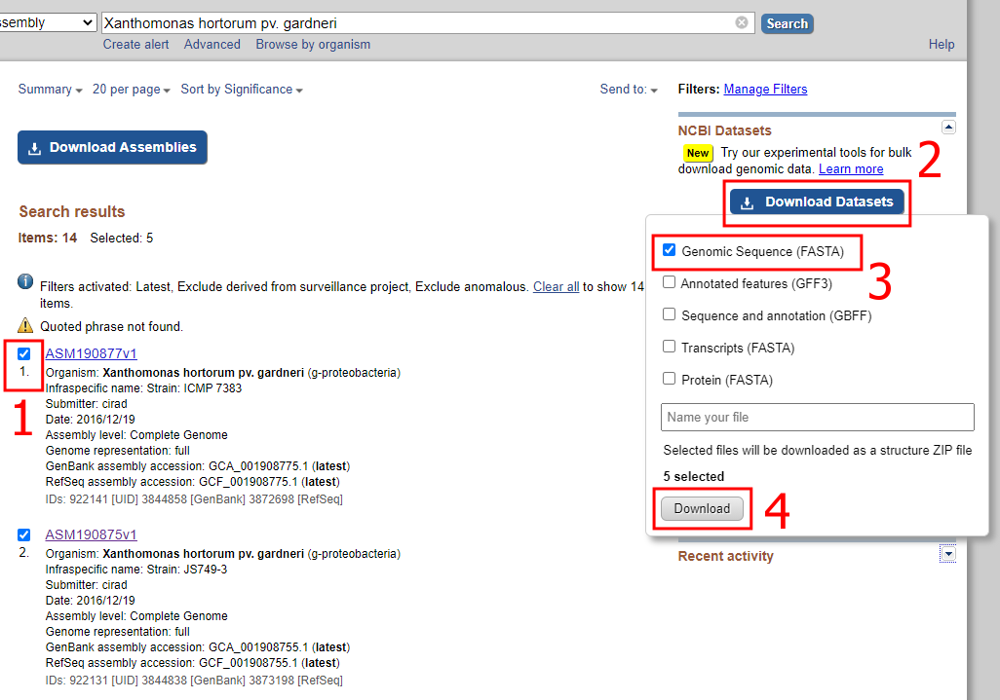 Xanthomonas hortorum pv. gardneri
Search
Create alert Advanced Browse by organism
Help
Summary 20 per page Sort by Significance
Send to:
Filters: Manage Filters
Download Assemblies
NCBI Datasets
New Try our experimental tools for bulk
download genomic data. Learn more
2
Download Datasets
Search results
Items: 14 Selected: 5
Genomic Sequence (FASTA)
3
Annotated features (GFF3)
Sequence and annotation (GBFF)
Transcripts (FASTA)
Protein (FASTA)
Name your file
Selected files will be downloaded as a structure ZIP file
5 selected
Download
4
Recent activity
i Filters activated: Latest, Exclude derived from surveillance project, Exclude anomalous. Clear all to show 14
items.
Quoted phrase not found.
ASM190877v1
1.
1
Organism: Xanthomonas hortorum pv. gardneri (g-proteobacteria)
Infraspecific name: Strain: ICMP 7383
Submitter: cirad
Date: 2016/12/19
Assembly level: Complete Genome
Genome representation: full
GenBank assembly accession: GCA_001908775.1 (latest)
RefSeq assembly accession: GCF_001908775.1 (latest)
IDs: 922141 [UID] 3844858 [GenBank] 3872698 [RefSeq]
ASM190875v1
2.
Organism: Xanthomonas hortorum pv. gardneri (g-proteobacteria)
Infraspecific name: Strain: JS749-3
Submitter: cirad
Date: 2016/12/19
Assembly level: Complete Genome
Genome representation: full
GenBank assembly accession: GCA_001908755.1 (latest)
RefSeq assembly accession: GCF_001908755.1 (latest)
IDs: 922131 [UID] 3844838 [GenBank] 3873198 [RefSeq]